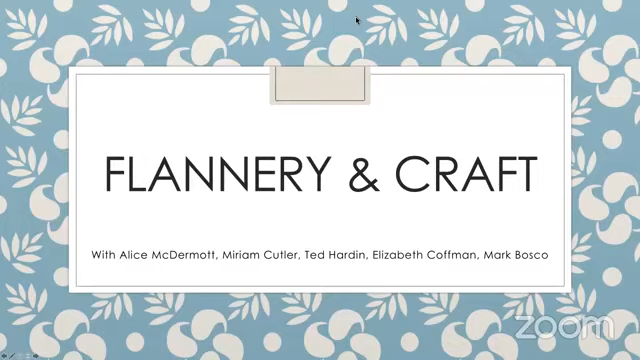 FLANNERY & CRAFT
With Alice McDermott, Miriam Cutler, Ted Hardin, Elizabeth Coffman, Mark Bosco
zoom